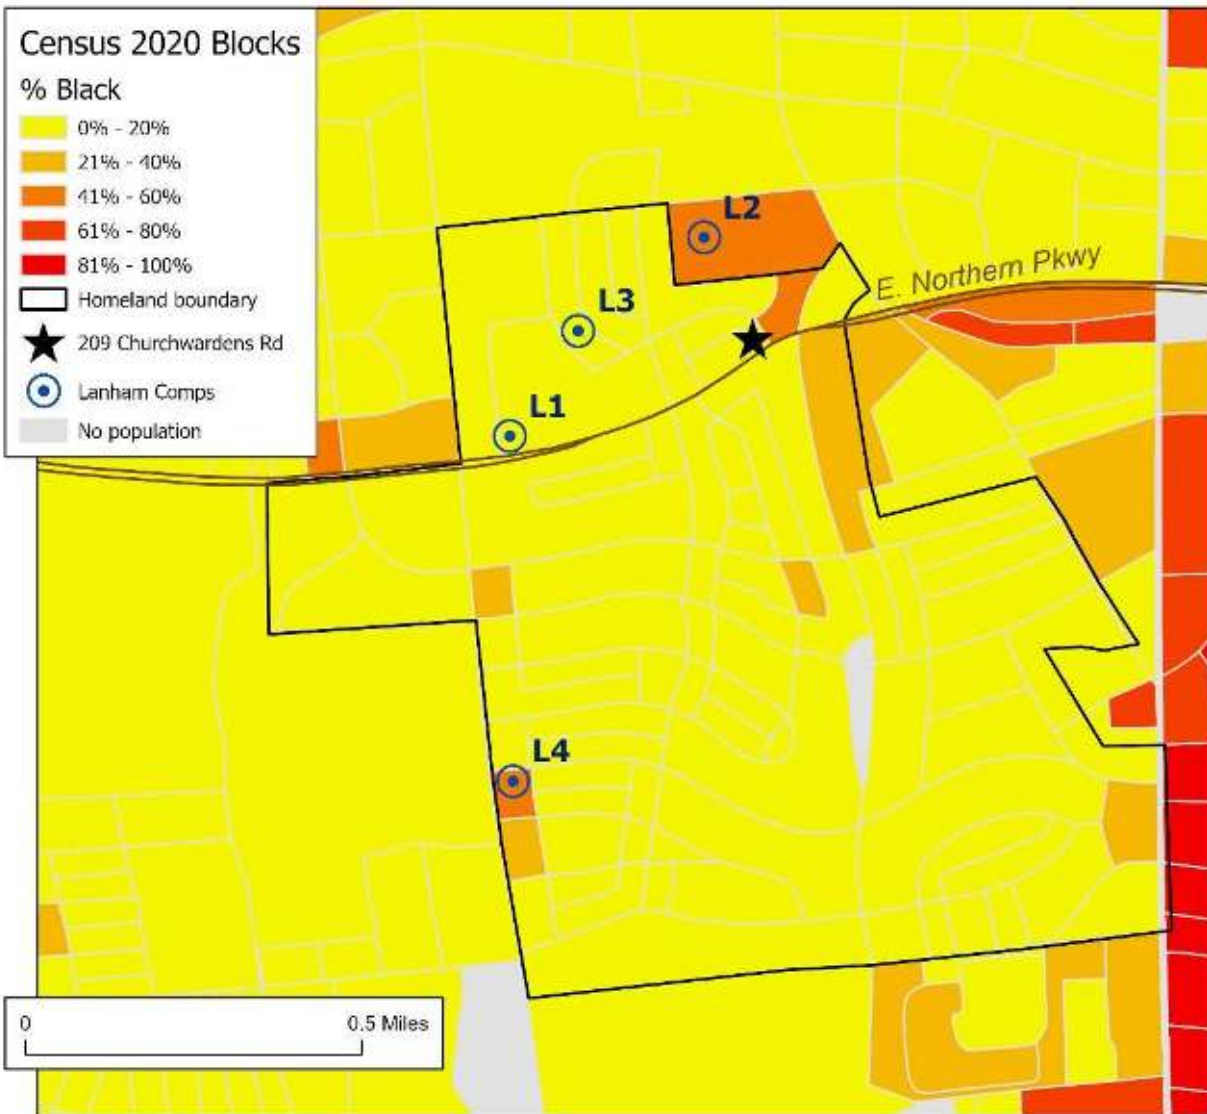 Census 2020 Blocks
% Black
0% - 20%
21% - 40%
41% - 60%
61% - 80%
81% - 100%
Homeland boundary
209 Churchwardens Rd
Lanham Comps
No population
L2
E. Northern Pkwy
L3
L1
L4
0 0.5 Miles